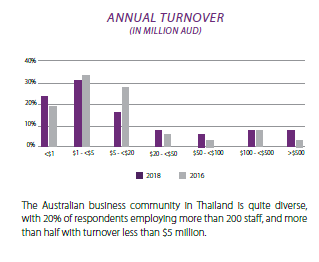 ANNUAL TURNOVER
(IN MILLION AUD)
40%
30%
20%
10%
0%
<$1 $1 - <$5 $5 - <$20 $20 - <$50 $50 - <$100 $100 - <$500 >$500
2018 2016
The Australian business community in Thailand is quite diverse,
with 20% of respondents employing more than 200 staff, and more
than half with turnover less than $5 million.